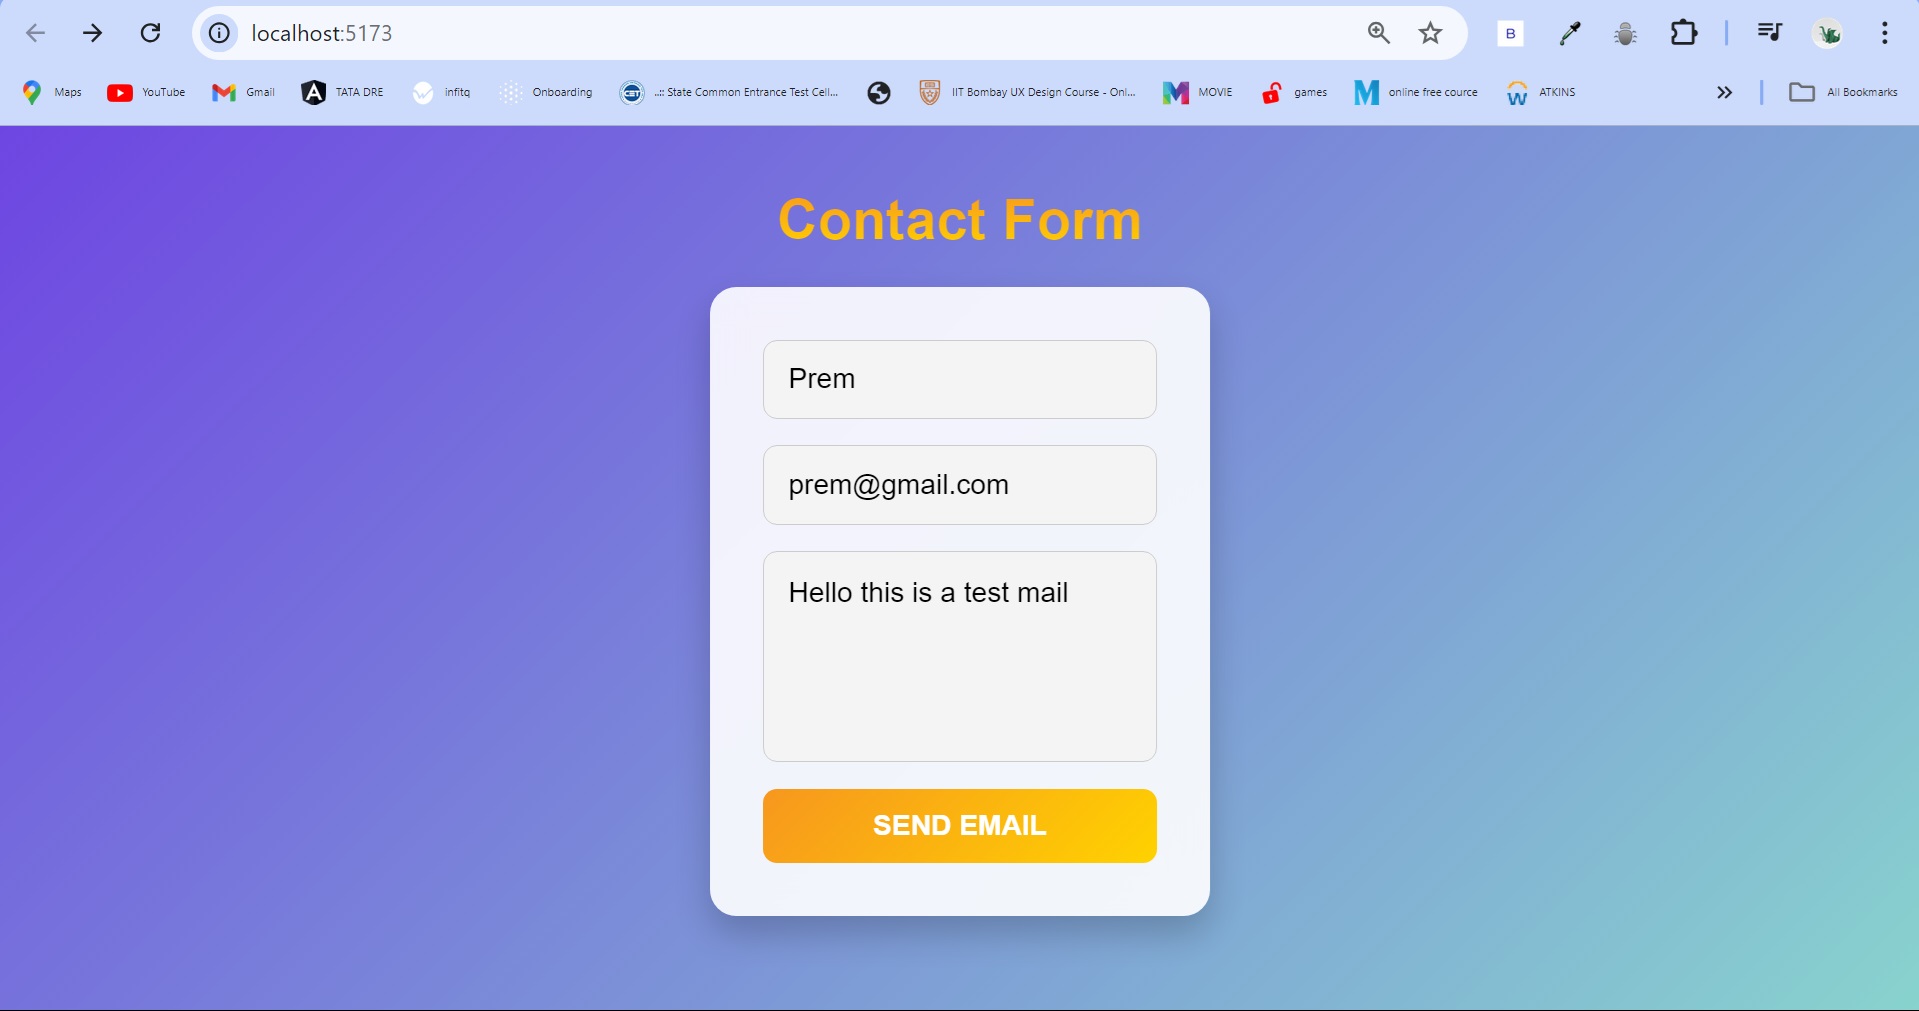 localhost:5173
B
Maps YouTube Gmail TATA DRE infitq Onboarding ..:: State Common Entrance Test Cell... IIT Bombay UX Design Course - Onl... MOVIE games online free cource ATKINS All Bookmarks
Contact Form
Prem
prem@gmail.com
Hello this is a test mail
SEND EMAIL